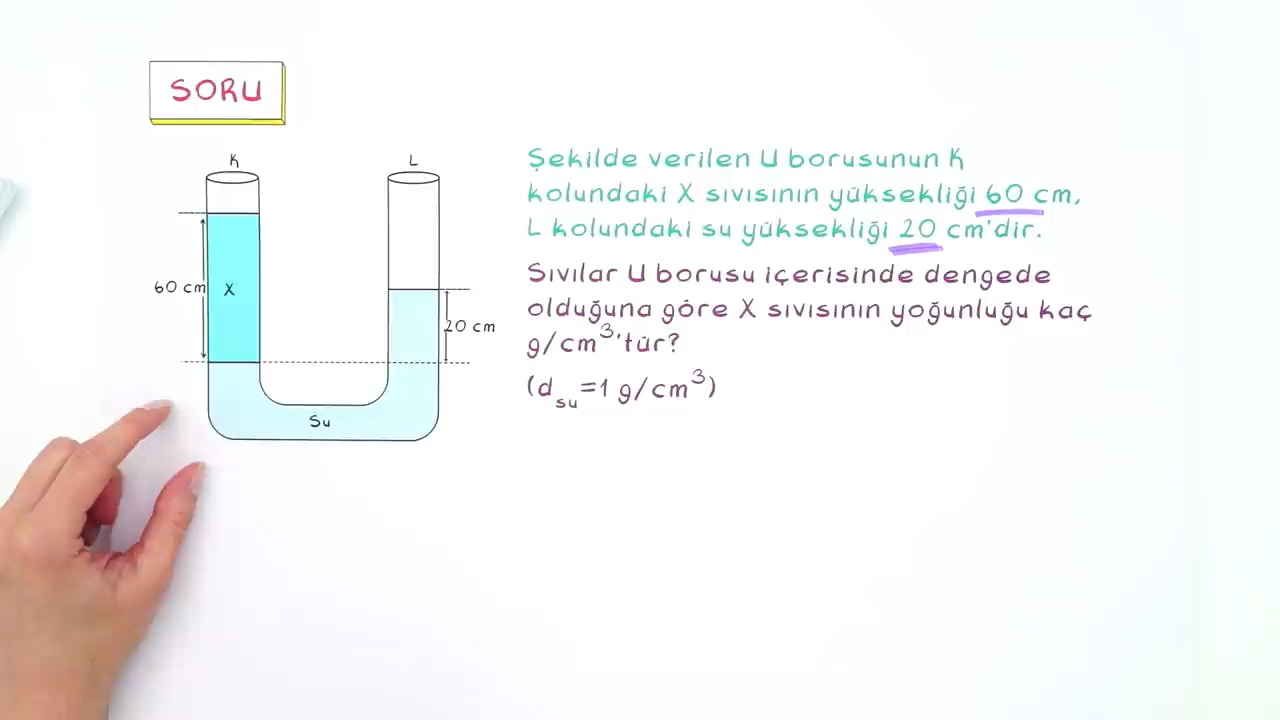 SORU
K
L
60 cm
X
20 cm
Su
Şekilde verilen U borusunun K
kolundaki X sıvısının yüksekliği 60 cm,
L kolundaki su yüksekliği 20 cm'dir.
Sıvılar U borusu içerisinde dengede
olduğuna göre X sıvısının yoğunluğu kaç
g/cm³'tür?
(d_su=1 g/cm³)